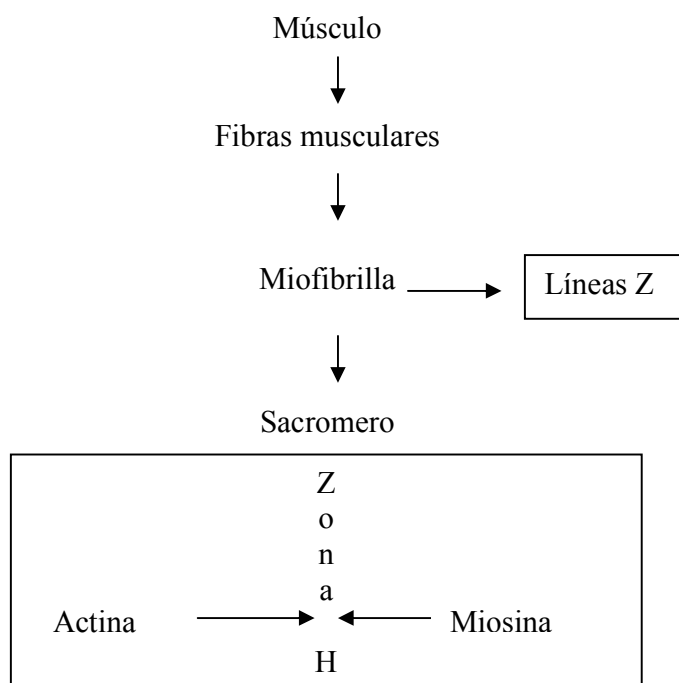 Músculo
Fibras musculares
Miofibrilla
Líneas Z
Sacromero
Z
o
n
a
Actina
Miosina
H